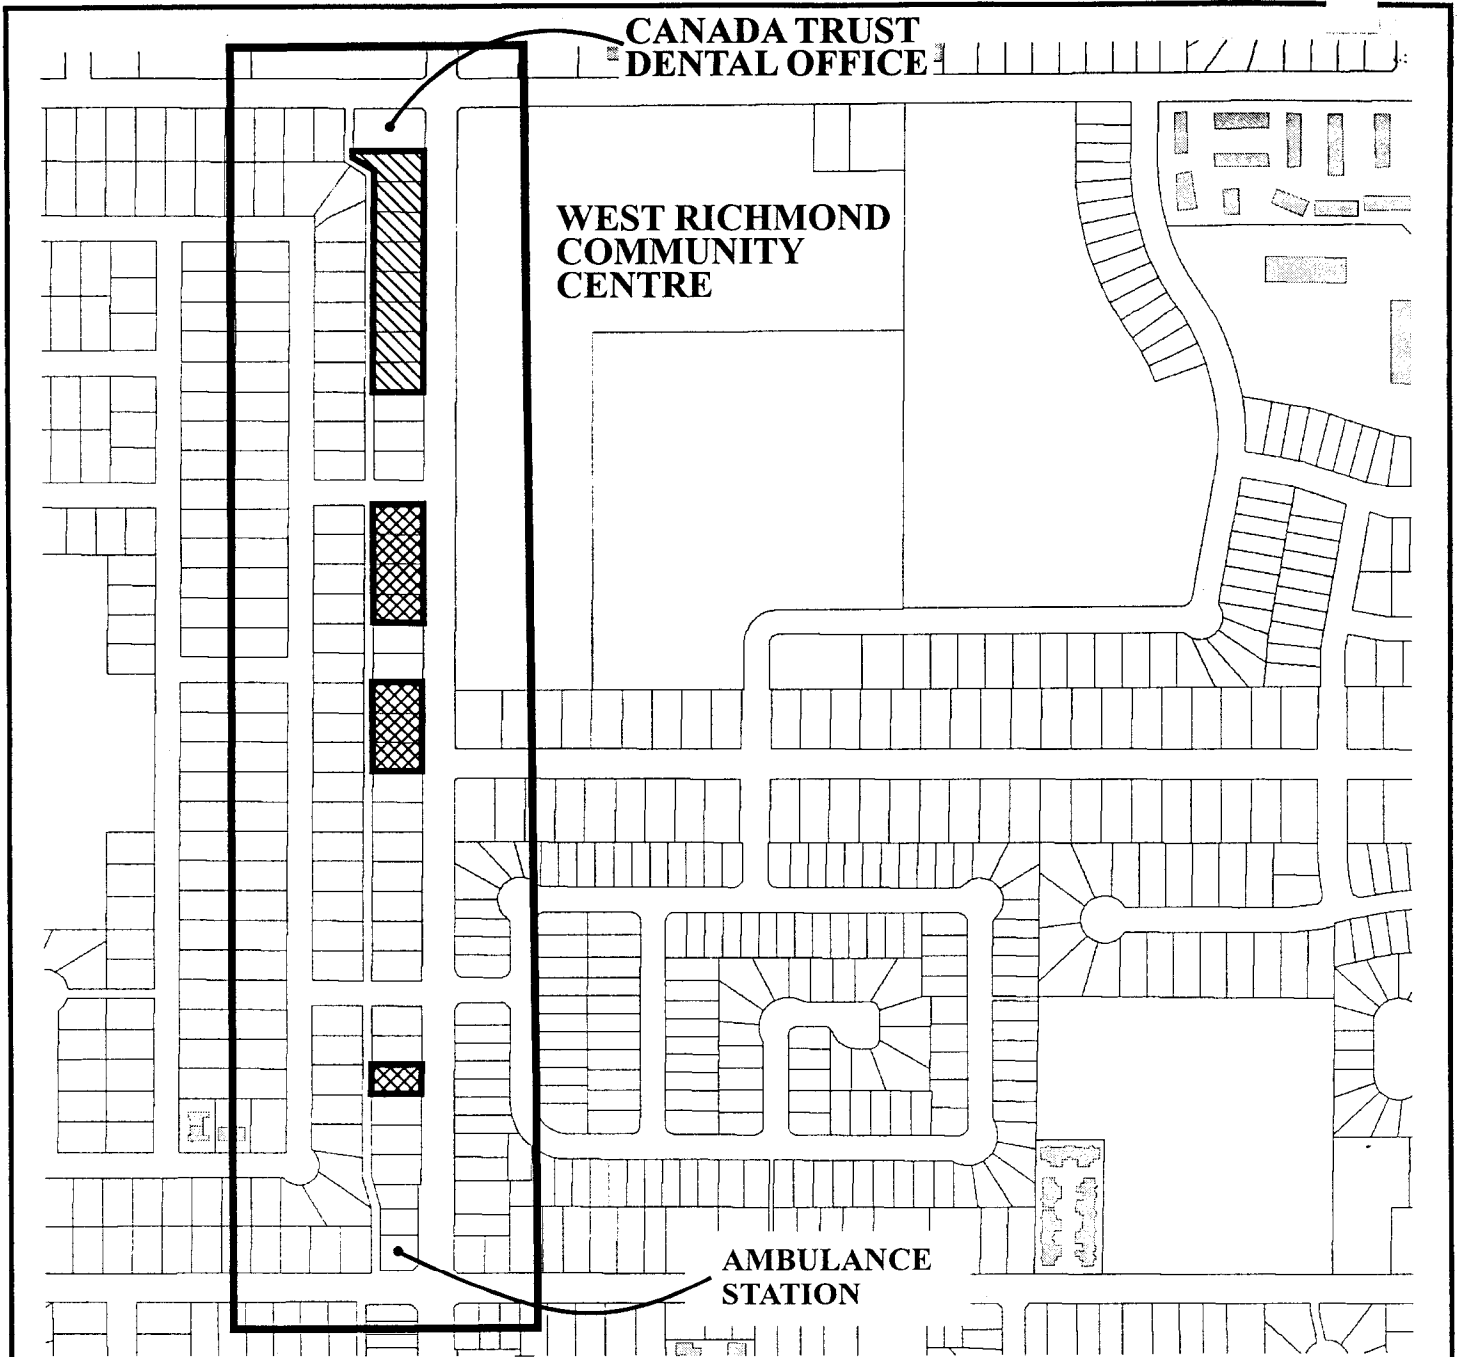 CANADA TRUST
DENTAL OFFICE
WEST RICHMOND
COMMUNITY
CENTRE
AMBULANCE
STATION